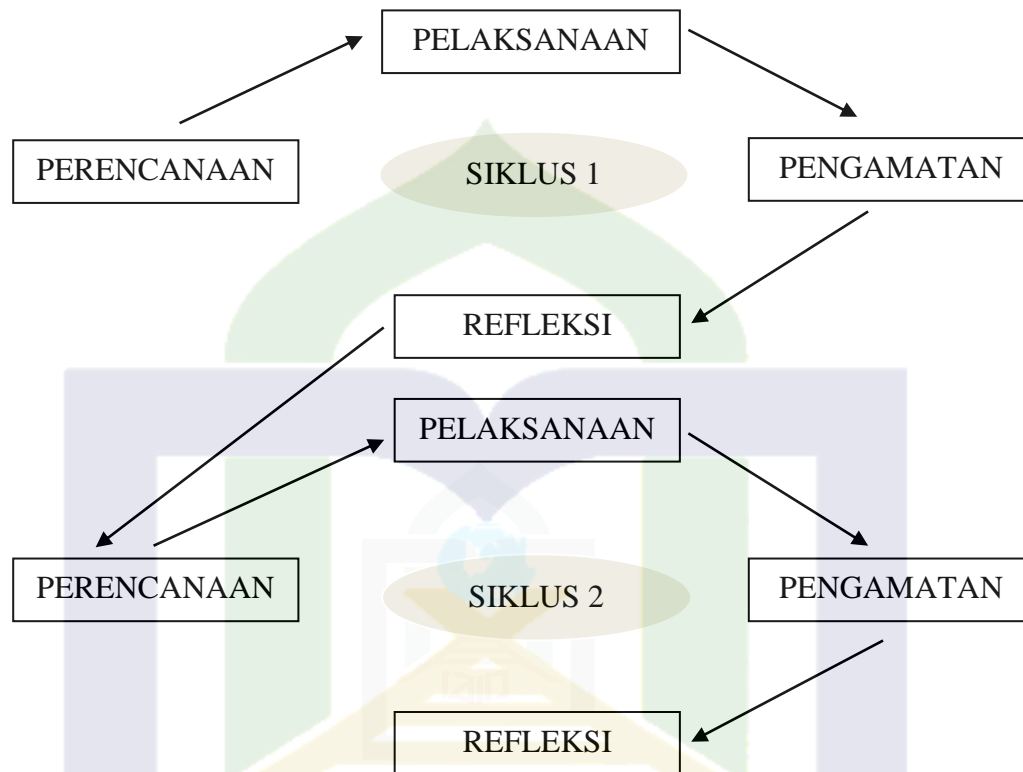 PELAKSANAAN
PERENCANAAN
SIKLUS 1
PENGAMATAN
REFLEKSI
PELAKSANAAN
PERENCANAAN
SIKLUS 2
PENGAMATAN
REFLEKSI